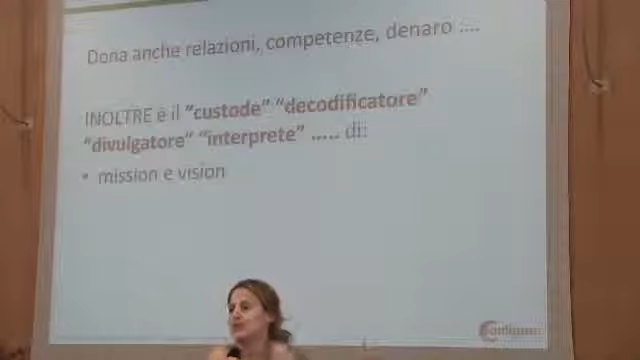 Dona anche relazioni, competenze, denaro ....
INOLTRE è il “custode” “decodificatore”
“divulgatore” “interprete” ..... di:
• mission e vision